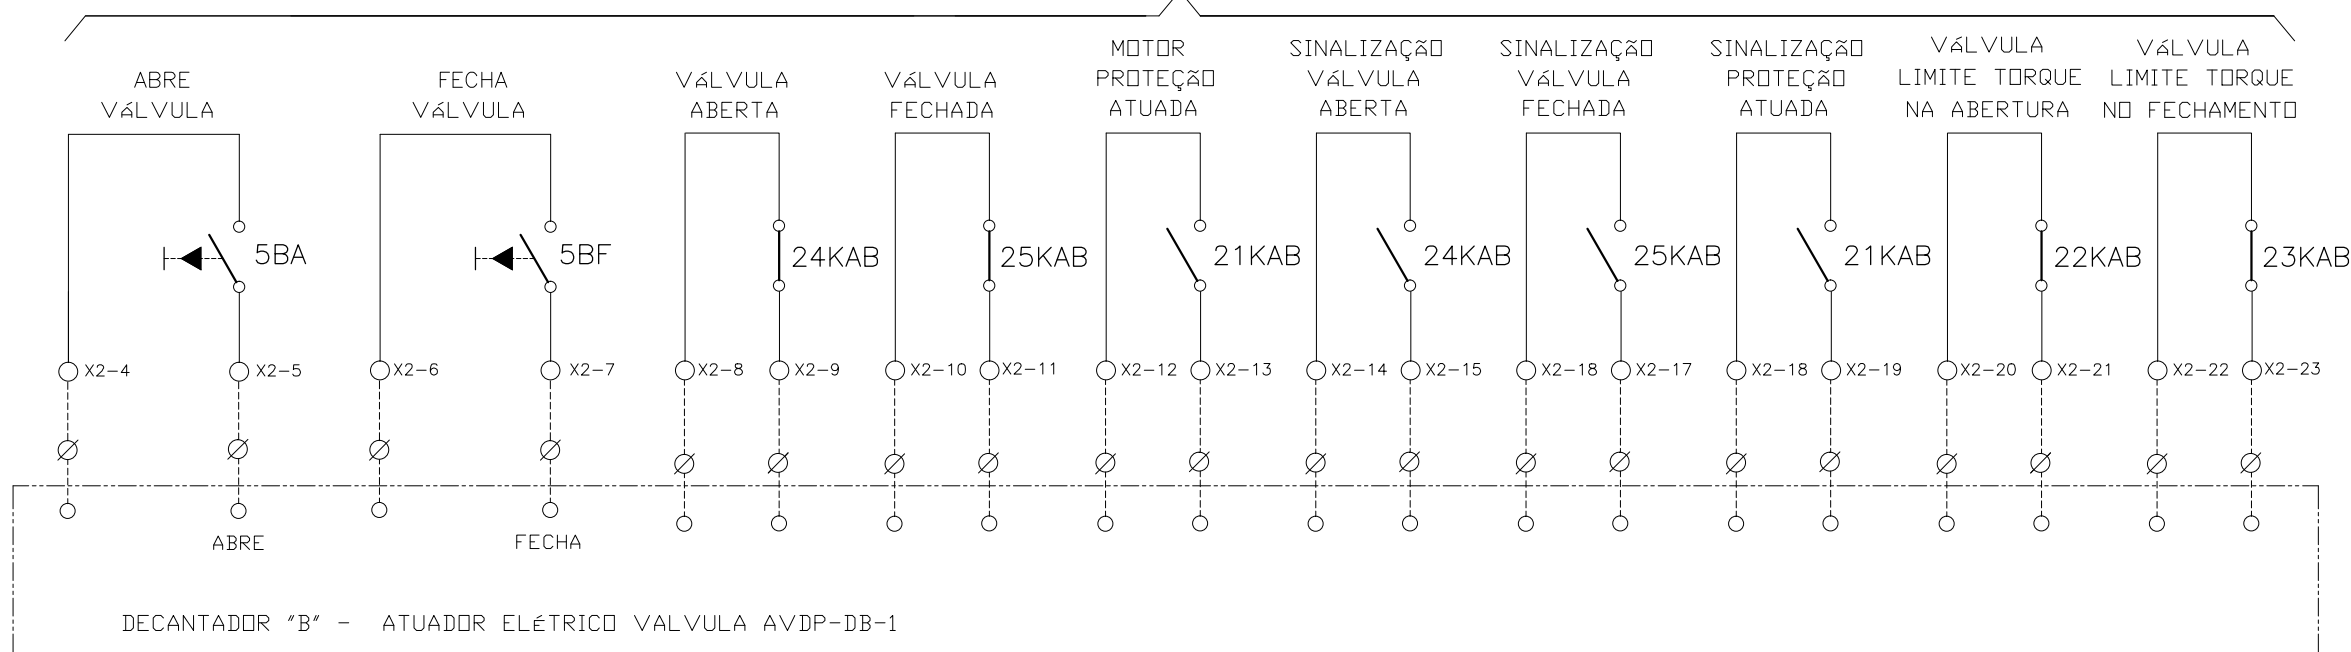 ABRE
VáLVULA
FECHA
VáLVULA
VáLVULA
ABERTA
VáLVULA
FECHADA
MOTOR
PROTEÇãO
ATUADA
SINALIZAÇãO
VáLVULA
ABERTA
SINALIZAÇãO
VáLVULA
FECHADA
SINALIZAÇãO
PROTEÇãO
ATUADA
VáLVULA
LIMITE TORQUE
NA ABERTURA
VáLVULA
LIMITE TORQUE
NO FECHAMENTO
5BA
5BF
24KAB
25KAB
21KAB
24KAB
25KAB
21KAB
22KAB
23KAB
X2-4
X2-5
X2-6
X2-7
X2-8
X2-9
X2-10
X2-11
X2-12
X2-13
X2-14
X2-15
X2-18
X2-17
X2-18
X2-19
X2-20
X2-21
X2-22
X2-23
ABRE
FECHA
DECANTADOR "B" - ATUADOR ELéTRICO VALVULA AVDP-DB-1